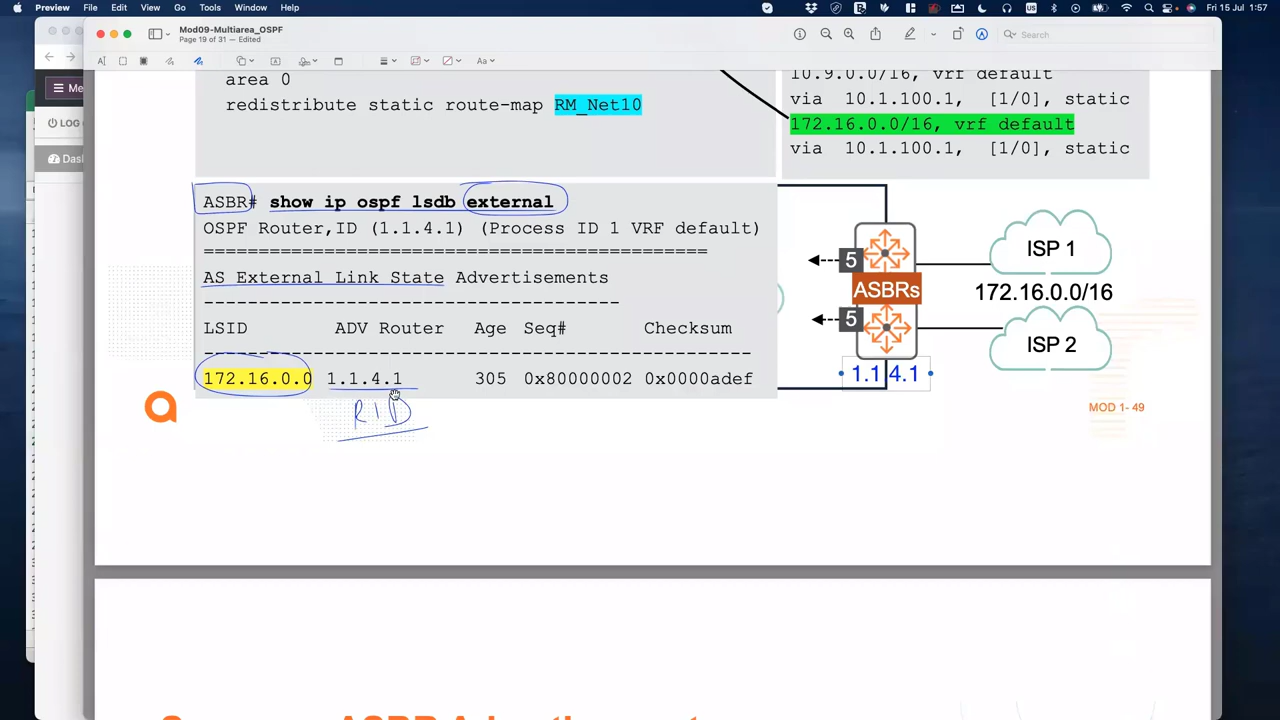 Preview File Edit View Go Tools Window Help
US
Fri 15 Jul 1:57
Mod09-Multiarea_OSPF
Page 19 of 31 — Edited
Search
Aa
Me
LOG
Dash
area 0
redistribute static route-map RM_Net10
10.9.0.0/16, vrf default
via 10.1.100.1, [1/0], static
172.16.0.0/16, vrf default
via 10.1.100.1, [1/0], static
ASBR# show ip ospf lsdb external
OSPF Router,ID (1.1.4.1) (Process ID 1 VRF default)
================================================
AS External Link State Advertisements
--------------------------------------
LSID ADV Router Age Seq# Checksum
--------------------------------------------------
172.16.0.0 1.1.4.1 305 0x80000002 0x0000adef
RID
5
ASBRs
5
1.1.4.1
ISP 1
172.16.0.0/16
ISP 2
MOD 1- 49